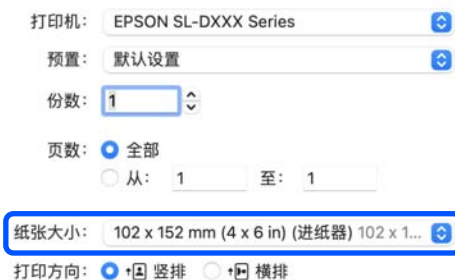 打印机： EPSON SL-DXXX Series
预置： 默认设置
份数： 1
页数： 全部
从： 1 至： 1
纸张大小： 102 x 152 mm (4 x 6 in) (进纸器) 102 x 1...
打印方向： 竖排 横排